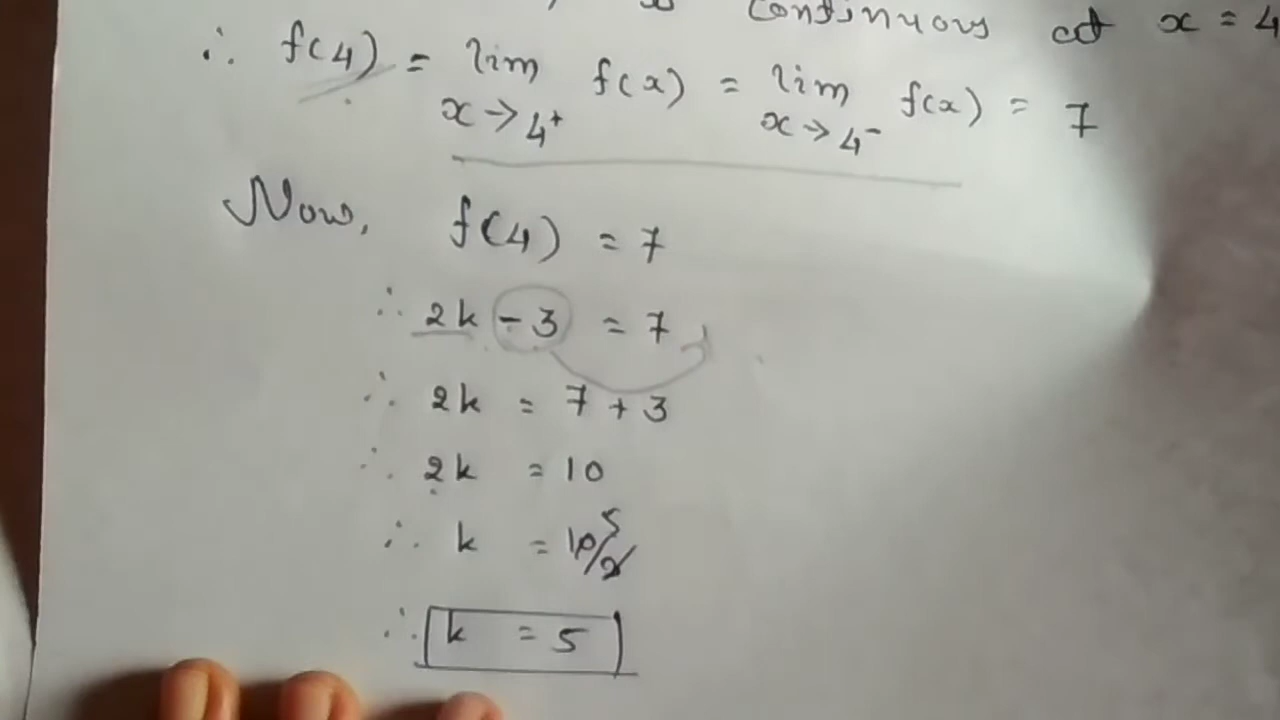 continuous at x = 4
∴ f(4) = lim x→4⁺ f(x) = lim x→4⁻ f(x) = 7
Now, f(4) = 7
∴ 2k - 3 = 7
∴ 2k = 7 + 3
∴ 2k = 10
∴ k = 10/2 5
∴ k = 5